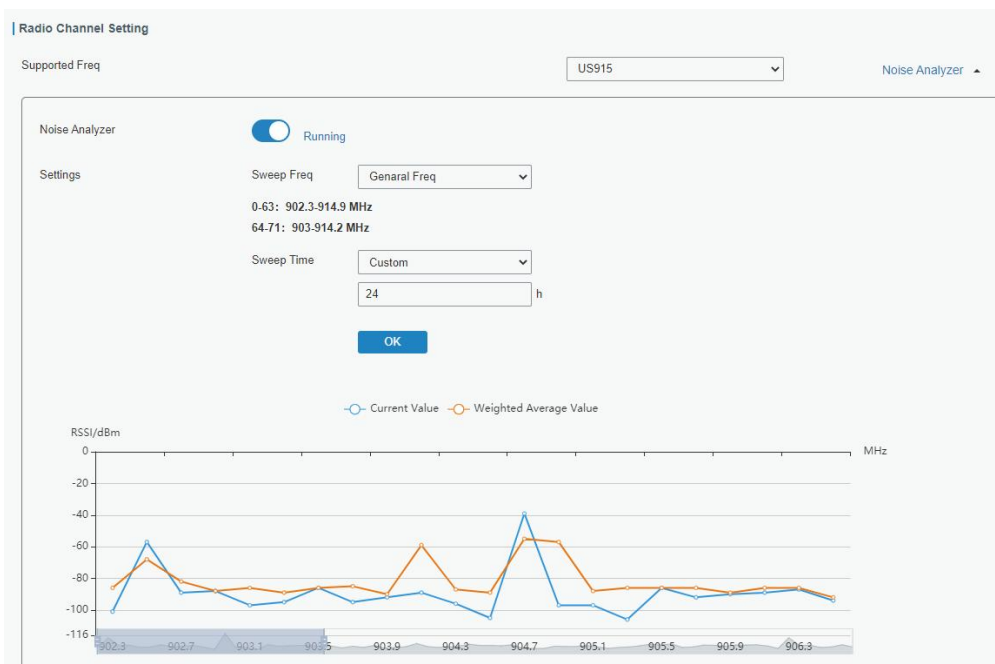 Radio Channel Setting
Supported Freq US915 Noise Analyzer
Noise Analyzer Running
Settings Sweep Freq Genaral Freq
0-63: 902.3-914.9 MHz
64-71: 903-914.2 MHz
Sweep Time Custom
24 h
OK
Current Value Weighted Average Value
RSSI/dBm
0 MHz
-20
-40
-60
-80
-100
-116
902.3 902.7 903.1 903.5 903.9 904.3 904.7 905.1 905.5 905.9 906.3